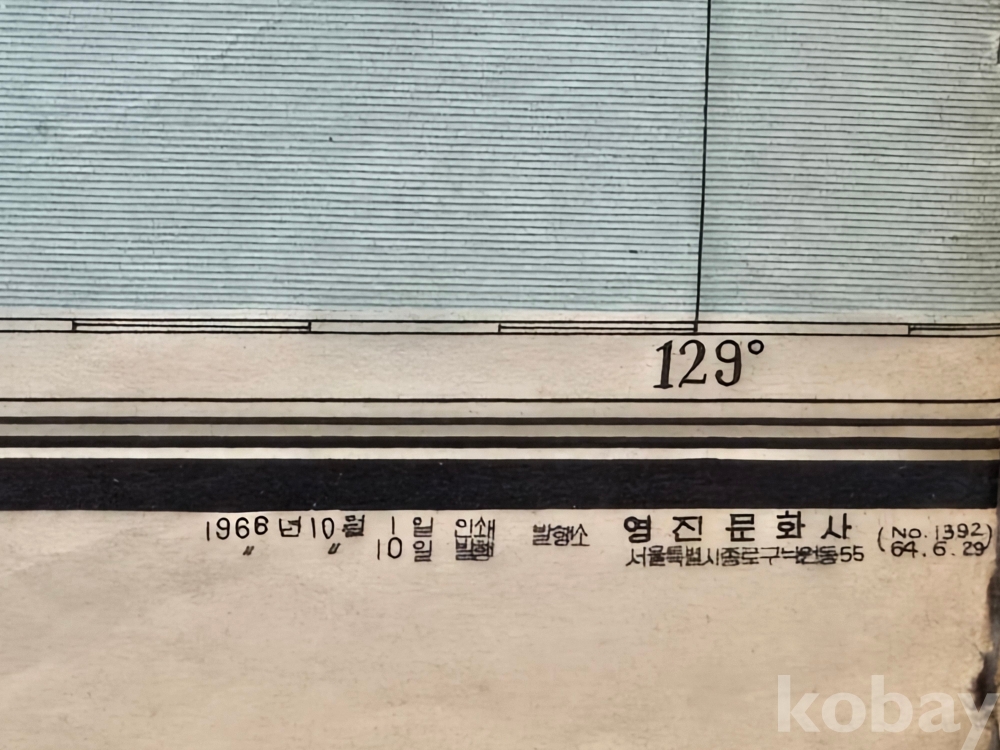 129°
1968년 10월 1일 인쇄 발행소 영진문화사 (No. 1392)
〃 〃 10일 발행 서울특별시종로구낙원동55 64. 6. 29
kobay